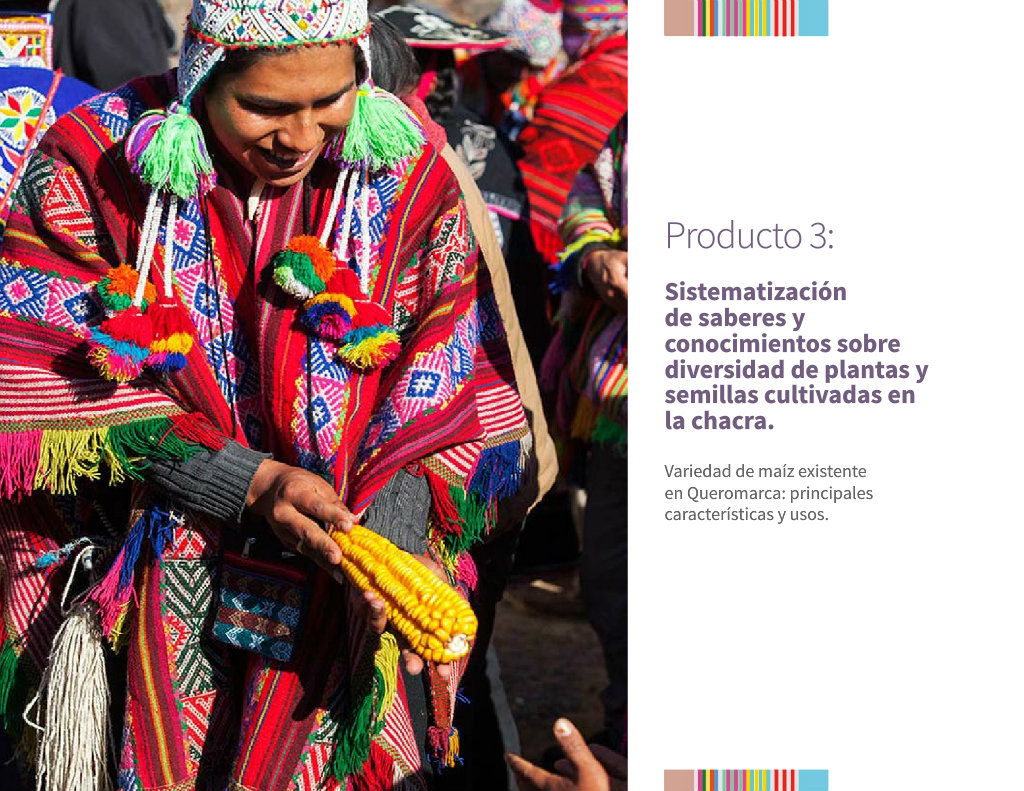 Producto 3:
Sistematización
de saberes y
conocimientos sobre
diversidad de plantas y
semillas cultivadas en
la chacra.
Variedad de maíz existente
en Queromarca: principales
características y usos.